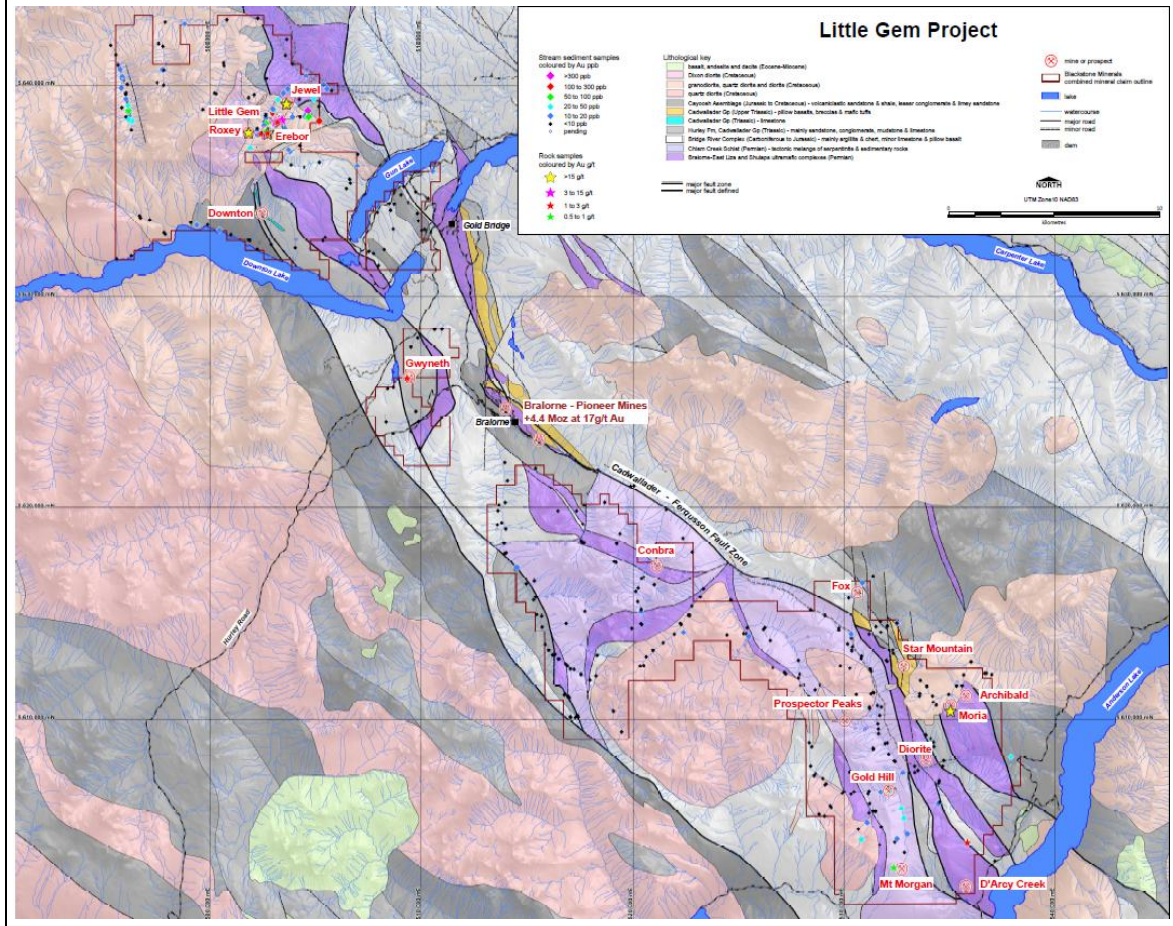 Little Gem Project
Stream sediment samples
coloured by Au ppb
>300 ppb
100 to 300 ppb
50 to 100 ppb
20 to 50 ppb
10 to 20 ppb
<10 ppb
pending
Rock samples
coloured by Au g/t
>15 g/t
3 to 15 g/t
1 to 3 g/t
0.5 to 1 g/t
Lithological key
basalt, andesite and dacite (Eocene-Miocene)
Dixon diorite (Cretaceous)
granodiorite, quartz diorite and diorite (Cretaceous)
quartz diorite (Cretaceous)
Cayoosh Assemblage (Jurassic to Cretaceous) - volcaniclastic sandstone & shale, lesser conglomerate & limey sandstone
Cadwallader Gp (Upper Triassic) - pillow basalts, breccias & mafic tuffs
Cadwallader Gp (Triassic) - limestone
Hurley Fm, Cadwallader Gp (Triassic) - mainly sandstone, conglomerate, mudstone & limestone
Bridge River Complex (Carboniferous to Jurassic) - mainly argillite & chert, minor limestone & pillow basalt
Chism Creek Schist (Permian) - tectonic melange of serpentinite & sedimentary rocks
Bralorne-East Liza and Shulaps ultramafic complexes (Permian)
major fault zone
major fault defined
mine or prospect
Blackstone Minerals
combined mineral claim outline
lake
watercourse
major road
minor road
dam
NORTH
UTM Zone10 NAD83
0
10
kilometres
Jewel
Little Gem
Roxey
Erebor
Gun Lake
Downton
Gold Bridge
Downton Lake
Carpenter Lake
Gwyneth
Bralorne - Pioneer Mines
+4.4 Moz at 17g/t Au
Bralorne
Cadwallader - Fergusson Fault Zone
Conbra
Fox
Hurley Road
Star Mountain
Archibald
Anderson Lake
Prospector Peaks
Moria
Diorite
Gold Hill
Mt Morgan
D'Arcy Creek